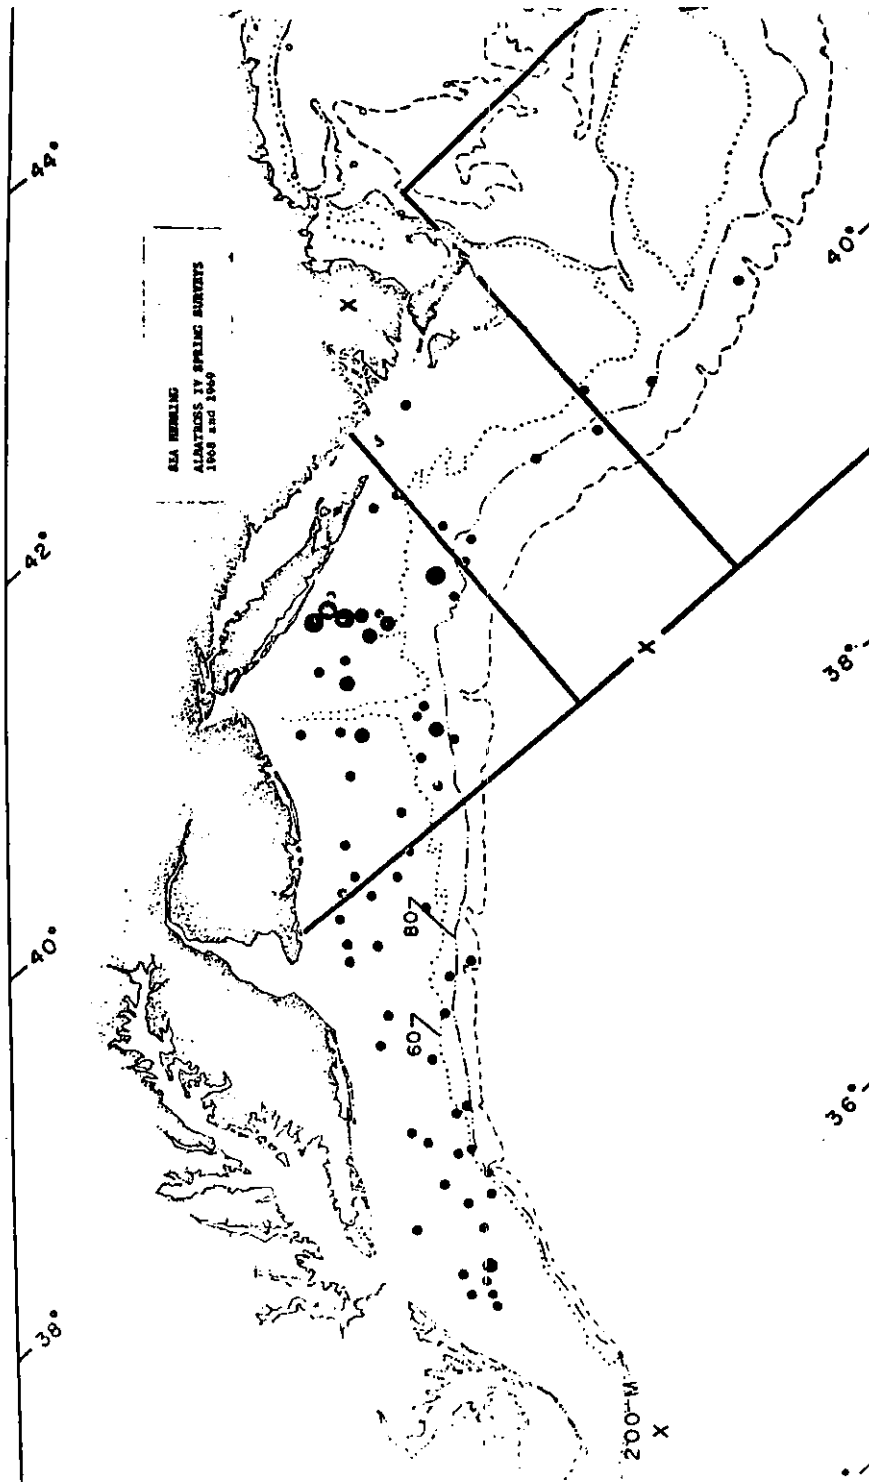 SEA HERRING
ALBATROSS IV SPRING SURVEYS
1968 and 1969
44°
42°
40°
38°
40°
38°
36°
X
X
X
80
60
200 M